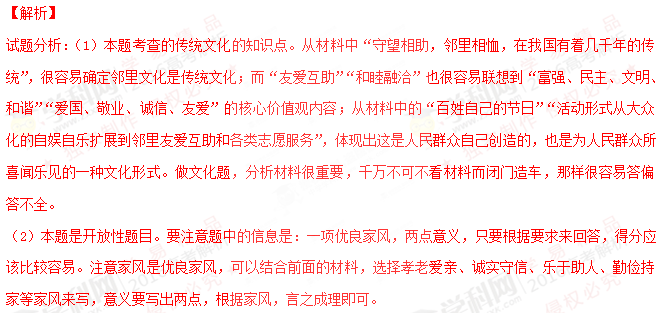 【解析】
试题分析：（1）本题考查的传统文化的知识点。从材料中“守望相助，邻里相恤，在我国有着几千年的传
统”，很容易确定邻里文化是传统文化；而“友爱互助”“和睦融洽”也很容易联想到“富强、民主、文明、
和谐”“爱国、敬业、诚信、友爱”的核心价值观内容；从材料中的“百姓自己的节日”“活动形式从大众
化的自娱自乐扩展到邻里友爱互助和各类志愿服务”，体现出这是人民群众自己创造的，也是为人民群众所
喜闻乐见的一种文化形式。做文化题，分析材料很重要，千万不可不看材料而闭门造车，那样很容易答偏
答不全。
（2）本题是开放性题目。要注意题中的信息是：一项优良家风，两点意义，只要根据要求来回答，得分应
该比较容易。注意家风是优良家风，可以结合前面的材料，选择孝老爱亲、诚实守信、乐于助人、勤俭持
家等家风来写，意义要写出两点，根据家风，言之成理即可。